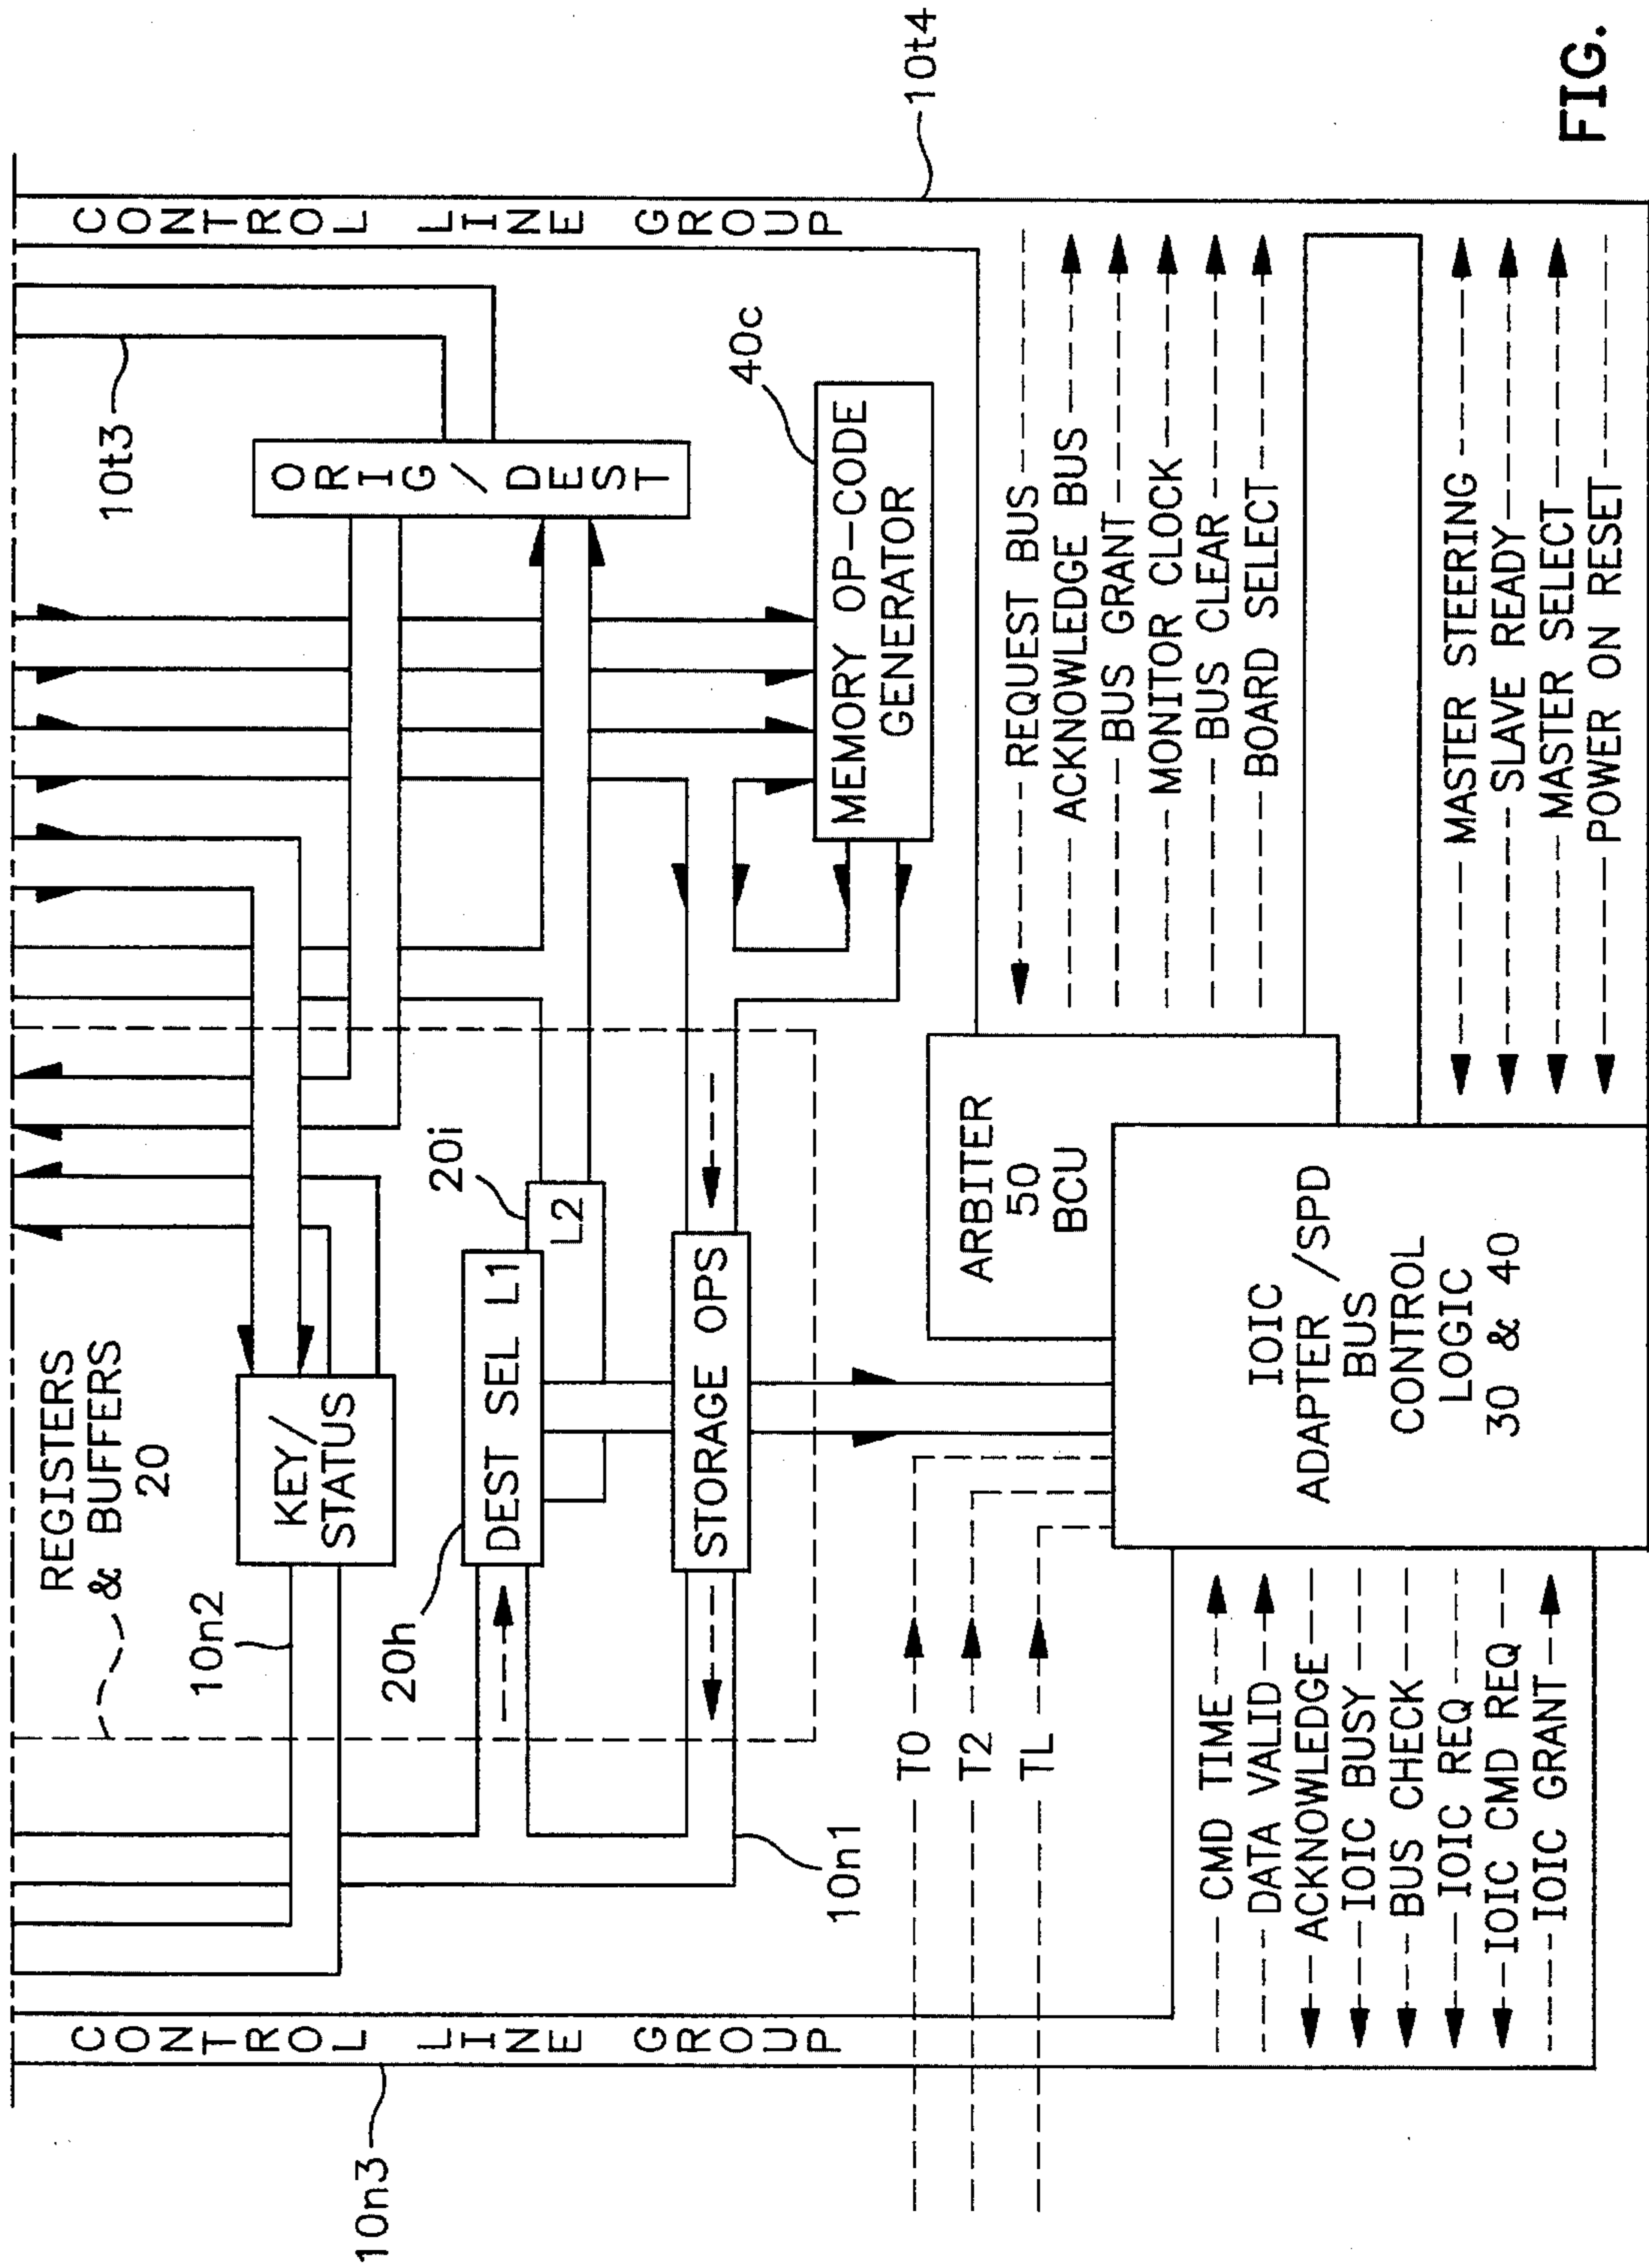 CONTROL LINE GROUP
10n3
REGISTERS
& BUFFERS
20
10n2
KEY/
STATUS
20h
DEST SEL L1
20i
L2
STORAGE OPS
10n1
10t3
ORIG/DEST
40c
MEMORY OP-CODE
GENERATOR
CONTROL LINE GROUP
10t4
T0
T2
TL
ARBITER
50
BCU
IOIC
ADAPTER/SPD
BUS
CONTROL
LOGIC
30 & 40
CMD TIME
DATA VALID
ACKNOWLEDGE
IOIC BUSY
BUS CHECK
IOIC REQ
IOIC CMD REQ
IOIC GRANT
REQUEST BUS
ACKNOWLEDGE BUS
BUS GRANT
MONITOR CLOCK
BUS CLEAR
BOARD SELECT
MASTER STEERING
SLAVE READY
MASTER SELECT
POWER ON RESET
FIG.